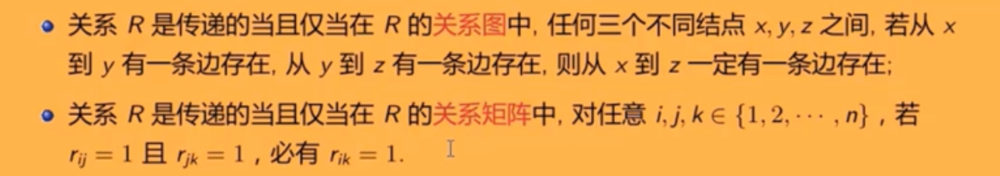 关系 R 是传递的当且仅当在 R 的关系图中, 任何三个不同结点 x, y, z 之间, 若从 x
到 y 有一条边存在, 从 y 到 z 有一条边存在, 则从 x 到 z 一定有一条边存在;
关系 R 是传递的当且仅当在 R 的关系矩阵中, 对任意 i, j, k ∈ {1, 2, ⋯ , n} , 若
r_{ij} = 1 且 r_{jk} = 1 , 必有 r_{ik} = 1.